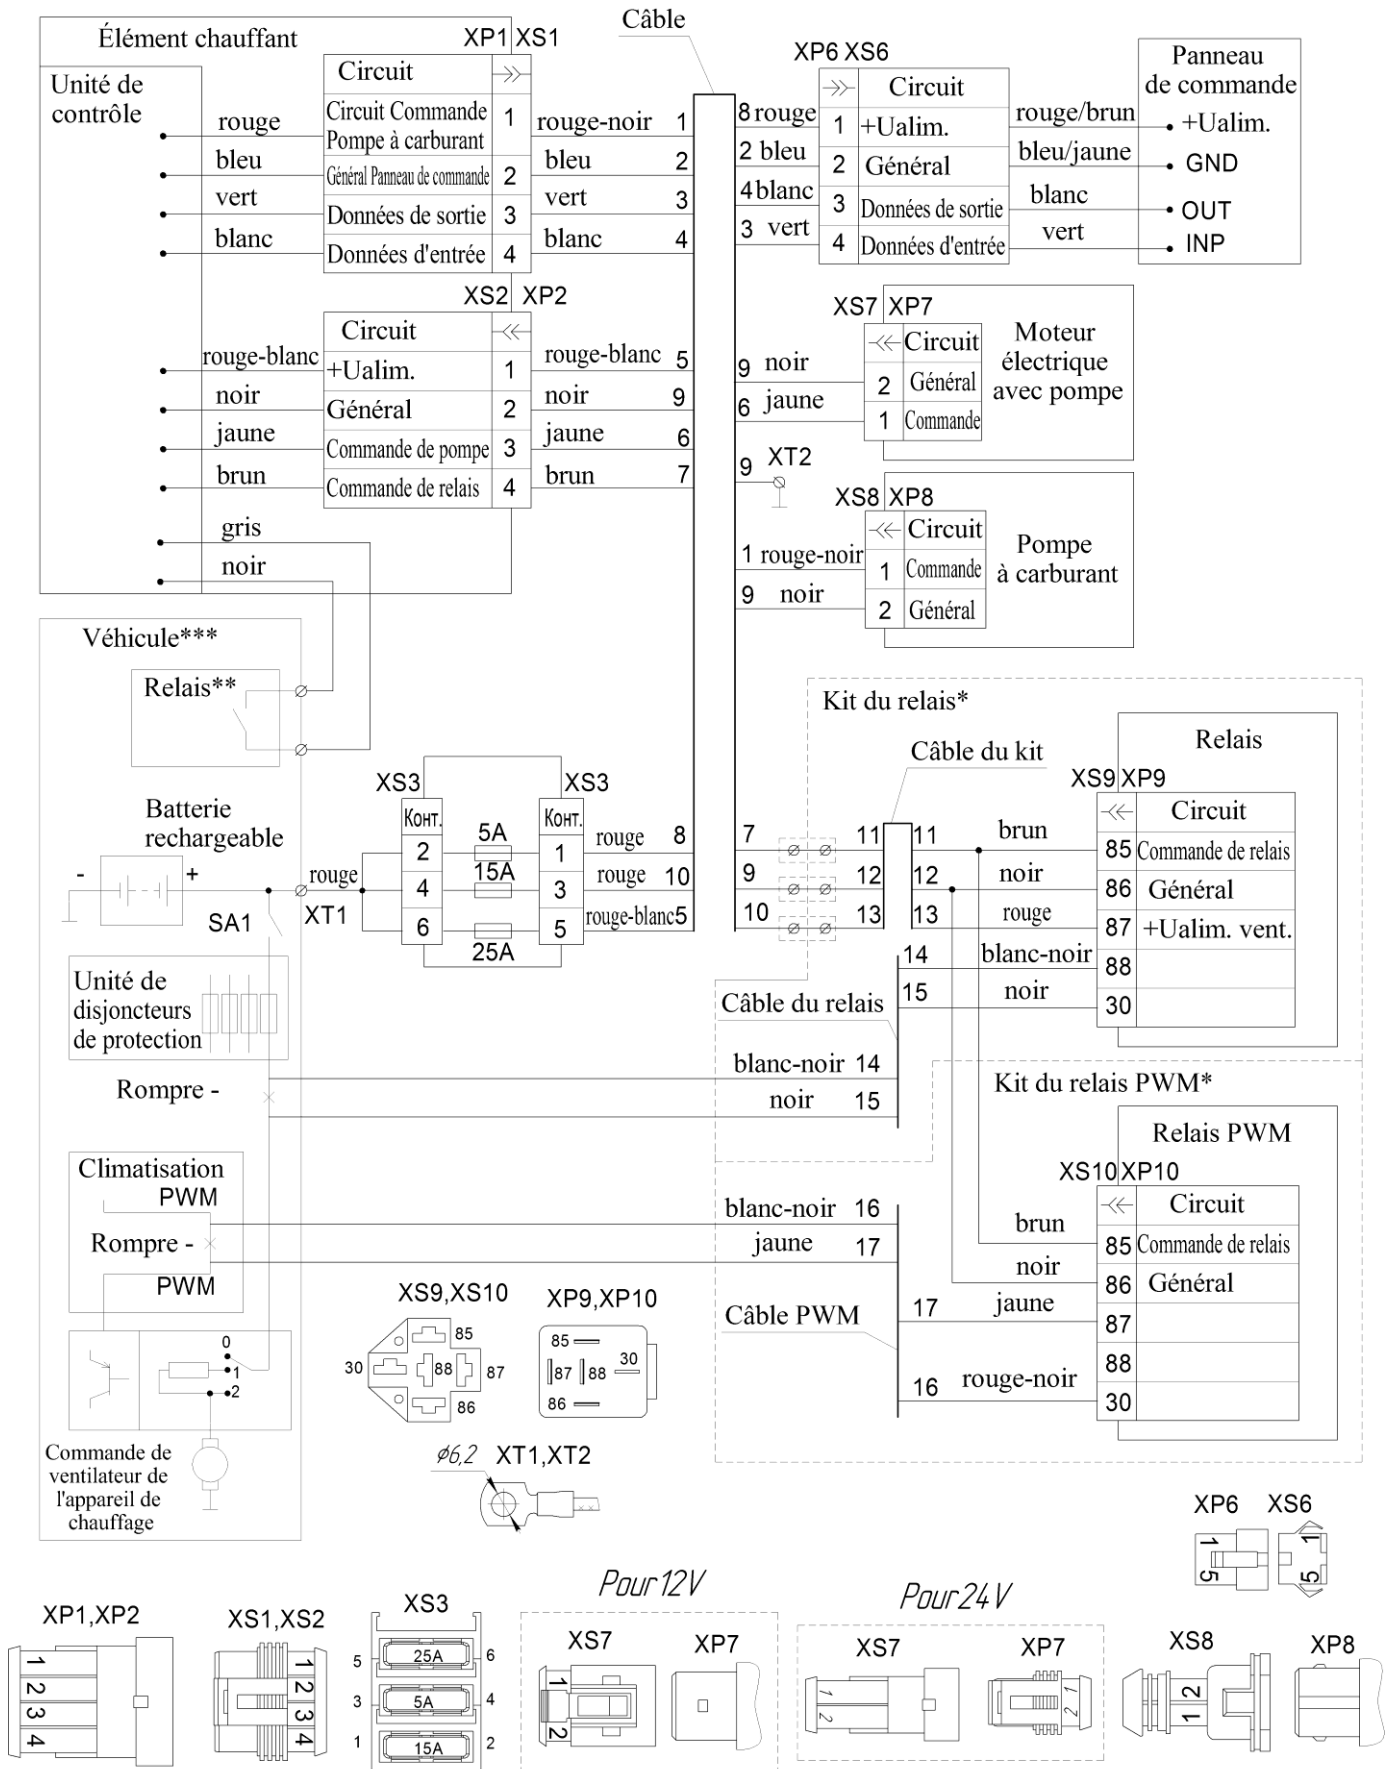 Câble
Élément chauffant
XP1 XS1
Unité de
contrôle
Circuit
Circuit Commande
Pompe à carburant
1
rouge
rouge-noir
1
Général Panneau de commande
2
bleu
bleu
2
Données de sortie
3
vert
vert
3
Données d'entrée
4
blanc
blanc
4
XS2 XP2
Circuit
rouge-blanc
+Ualim.
1
rouge-blanc
5
noir
Général
2
noir
9
jaune
Commande de pompe
3
jaune
6
brun
Commande de relais
4
brun
7
gris
noir
XP6 XS6
Circuit
8 rouge
1
+Ualim.
rouge/brun
2 bleu
2
Général
bleu/jaune
4 blanc
3
Données de sortie
blanc
3 vert
4
Données d'entrée
vert
Panneau
de commande
+Ualim.
GND
OUT
INP
XS7 XP7
Circuit
9 noir
2
Général
6 jaune
1
Commande
Moteur
électrique
avec pompe
9 XT2
XS8 XP8
Circuit
1 rouge-noir
1
Commande
9 noir
2
Général
Pompe
à carburant
Véhicule***
Relais**
Batterie
rechargeable
-
+
SA1
rouge
XT1
XS3
XS3
Конт.
2
4
6
5A
15A
25A
Конт.
1
3
5
rouge 8
rouge 10
rouge-blanc 5
Unité de
disjoncteurs
de protection
Rompre -
Climatisation
PWM
Rompre -
PWM
0
1
2
Commande de
ventilateur de
l'appareil de
chauffage
Kit du relais*
Câble du kit
Relais
XS9 XP9
Circuit
7
11
11
brun
85
Commande de relais
9
12
12
noir
86
Général
10
13
13
rouge
87
+Ualim. vent.
14
blanc-noir
88
15
noir
30
Câble du relais
blanc-noir 14
noir 15
Kit du relais PWM*
Relais PWM
XS10 XP10
Circuit
brun
85
Commande de relais
noir
86
Général
17
jaune
87
88
16
rouge-noir
30
blanc-noir 16
jaune 17
Câble PWM
XS9,XS10
85
30
88
87
86
XP9,XP10
85
87
88
30
86
ϕ6,2
XT1,XT2
XP6 XS6
1
5
1
5
XP1,XP2
1
2
3
4
XS1,XS2
1
2
3
4
XS3
5
25A
6
3
5A
4
1
15A
2
Pour 12V
XS7
1
2
XP7
Pour 24V
XS7
1
2
XP7
1
2
XS8
2
1
XP8